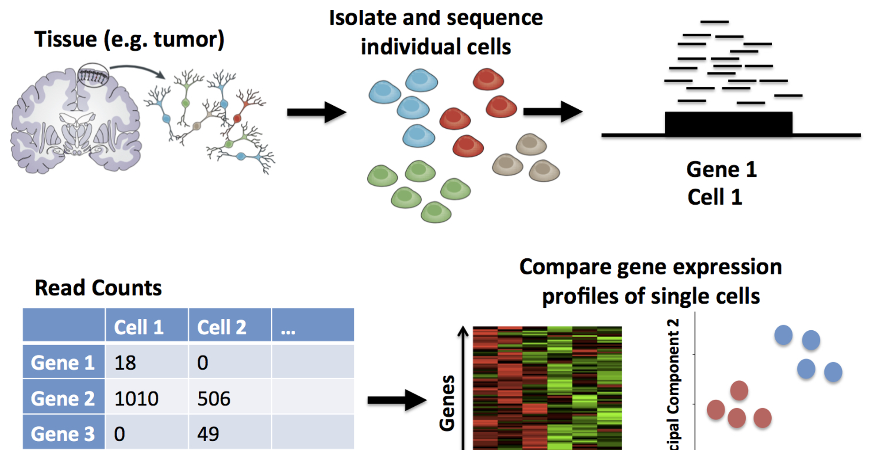 Tissue (e.g. tumor)
Isolate and sequence
individual cells
Gene 1
Cell 1
Read Counts
Cell 1 Cell 2 ...
Gene 1 18 0
Gene 2 1010 506
Gene 3 0 49
Compare gene expression
profiles of single cells
Genes
Component 2